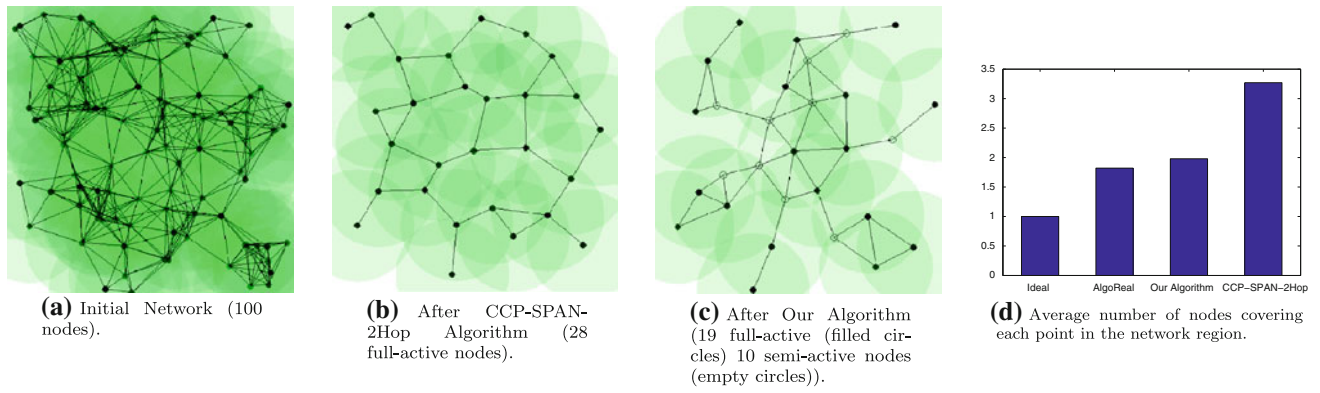 (a) Initial Network (100
nodes).
(b) After CCP-SPAN-
2Hop Algorithm (28
full-active nodes).
(c) After Our Algorithm
(19 full-active (filled cir-
cles) 10 semi-active nodes
(empty circles)).
3.5
3
2.5
2
1.5
1
0.5
0
Ideal AlgoReal Our Algorithm CCP-SPAN-2Hop
(d) Average number of nodes covering
each point in the network region.